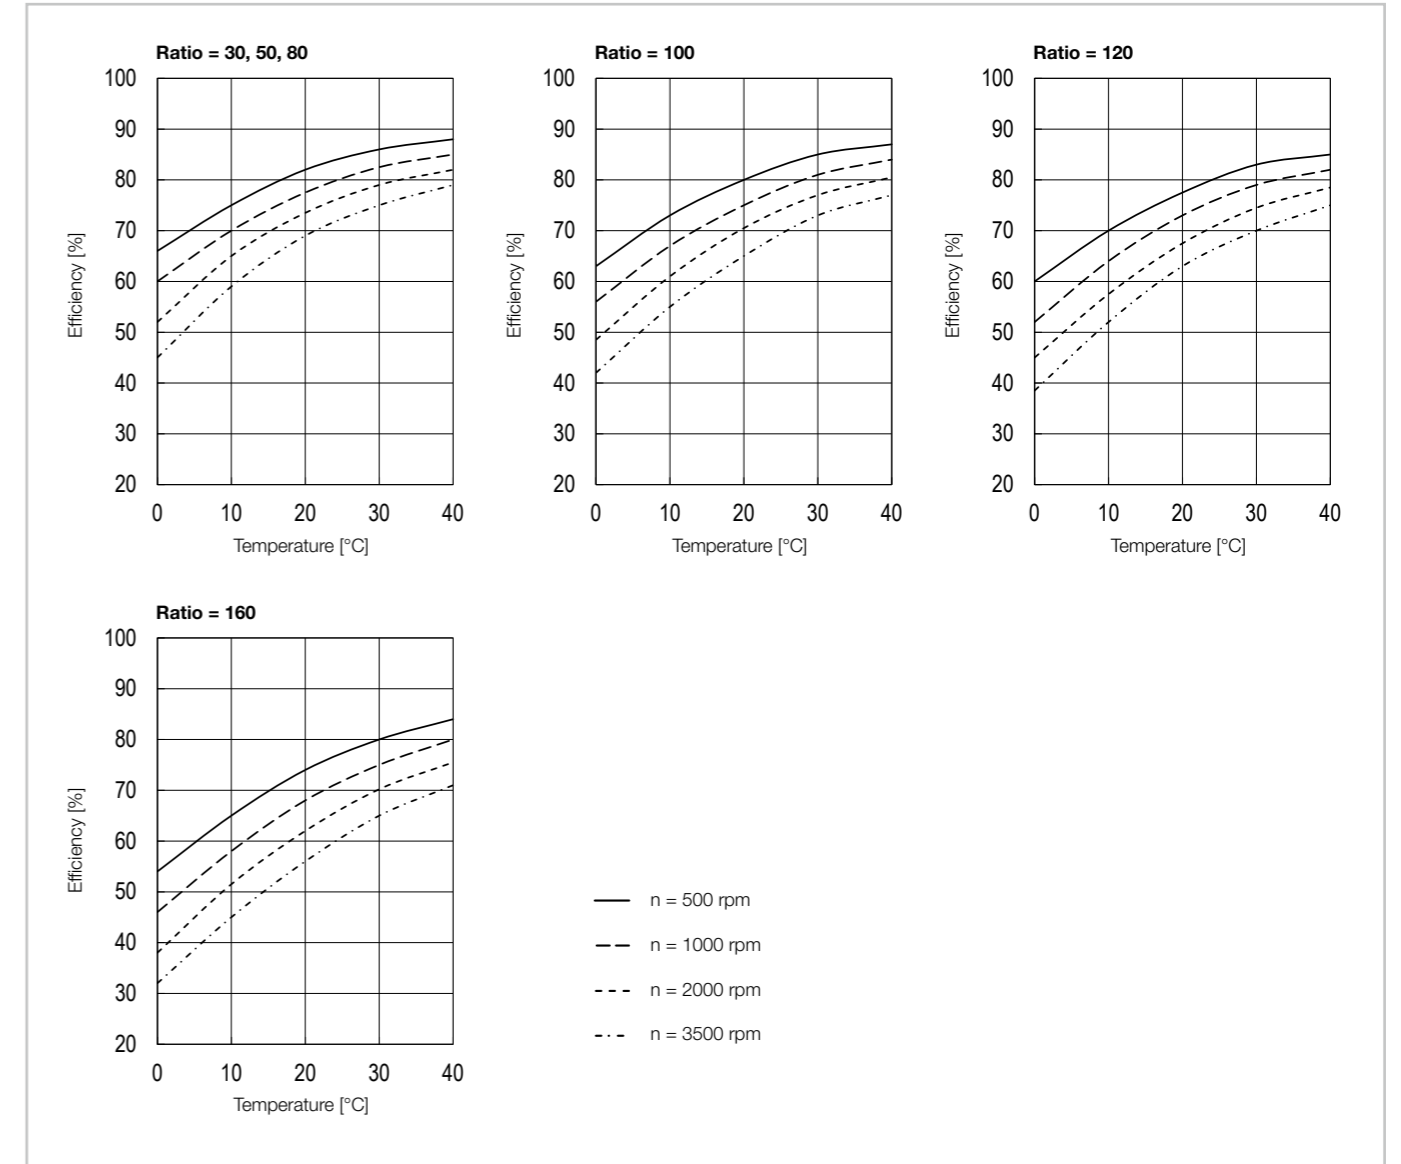 Ratio = 30, 50, 80
100
90
80
70
60
50
40
30
20
Efficiency [%]
0 10 20 30 40
Temperature [°C]
Ratio = 100
100
90
80
70
60
50
40
30
20
Efficiency [%]
0 10 20 30 40
Temperature [°C]
Ratio = 120
100
90
80
70
60
50
40
30
20
Efficiency [%]
0 10 20 30 40
Temperature [°C]
Ratio = 160
100
90
80
70
60
50
40
30
20
Efficiency [%]
0 10 20 30 40
Temperature [°C]
n = 500 rpm
n = 1000 rpm
n = 2000 rpm
n = 3500 rpm